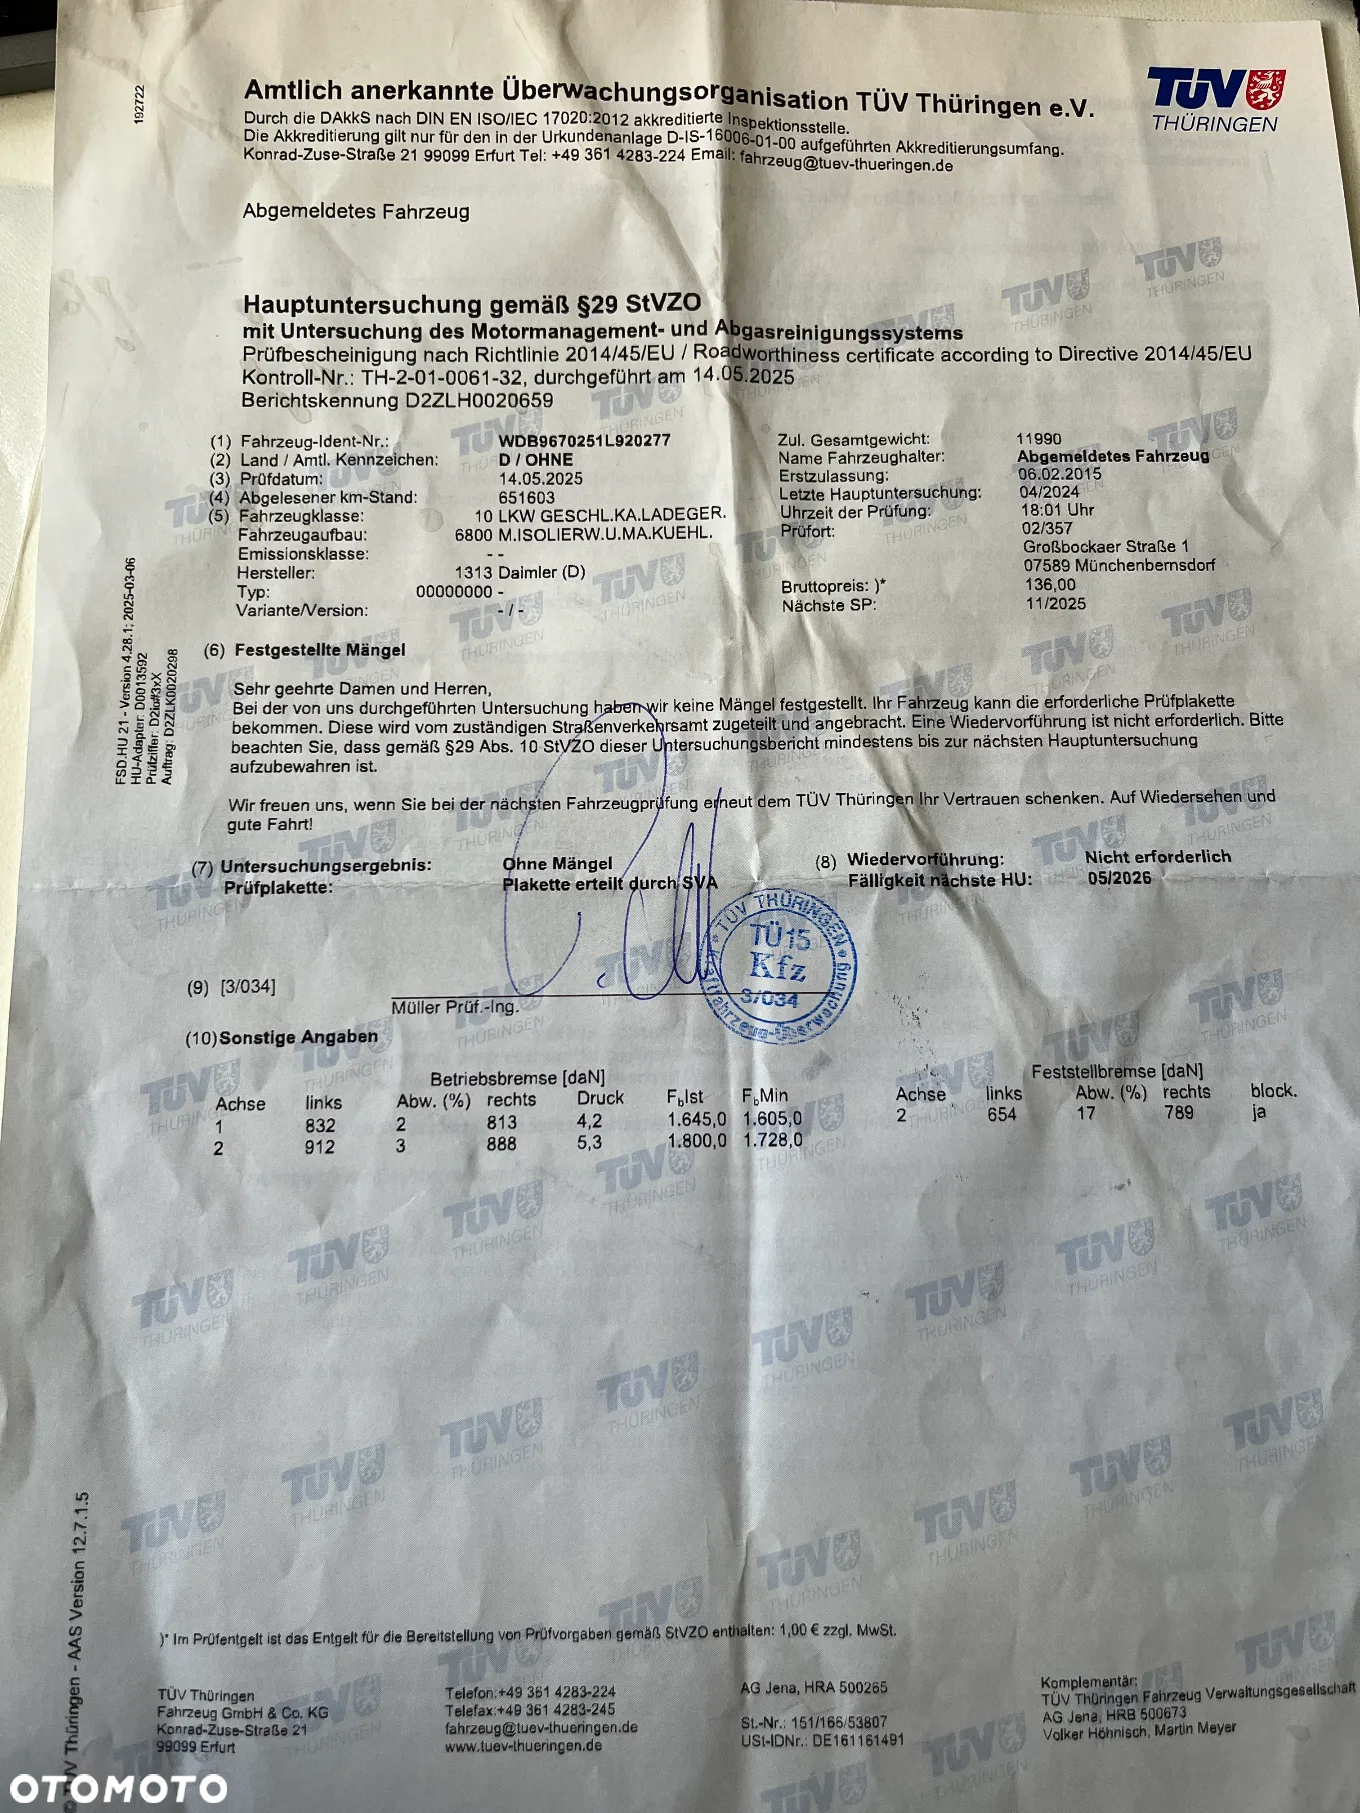 192722
Amtlich anerkannte Überwachungsorganisation TÜV Thüringen e.V.
Durch die DAkkS nach DIN EN ISO/IEC 17020:2012 akkreditierte Inspektionsstelle.
Die Akkreditierung gilt nur für den in der Urkundenanlage D-IS-16006-01-00 aufgeführten Akkreditierungsumfang.
Konrad-Zuse-Straße 21 99099 Erfurt Tel: +49 361 4283-224 Email: fahrzeug@tuev-thueringen.de
TÜV
THÜRINGEN
Abgemeldetes Fahrzeug
Hauptuntersuchung gemäß §29 StVZO
mit Untersuchung des Motormanagement- und Abgasreinigungssystems
Prüfbescheinigung nach Richtlinie 2014/45/EU / Roadworthiness certificate according to Directive 2014/45/EU
Kontroll-Nr.: TH-2-01-0061-32, durchgeführt am 14.05.2025
Berichtskennung D2ZLH0020659
(1) Fahrzeug-Ident-Nr.: WDB9670251L920277
(2) Land / Amtl. Kennzeichen: D / OHNE
(3) Prüfdatum: 14.05.2025
(4) Abgelesener km-Stand: 651603
(5) Fahrzeugklasse: 10 LKW GESCHL.KA.LADEGER.
Fahrzeugaufbau: 6800 M.ISOLIERW.U.MA.KUEHL.
Emissionsklasse: - -
Hersteller: 1313 Daimler (D)
Typ: 00000000 -
Variante/Version: - / -
Zul. Gesamtgewicht: 11990
Name Fahrzeughalter: Abgemeldetes Fahrzeug
Erstzulassung: 06.02.2015
Letzte Hauptuntersuchung: 04/2024
Uhrzeit der Prüfung: 18:01 Uhr
Prüfort: 02/357
Großbockaer Straße 1
07589 Münchenbernsdorf
Bruttopreis: )* 136,00
Nächste SP: 11/2025
FSD.HU 21 - Version 4.28.1; 2025-03-06
HU-Adapter: D0013592
Prüfziffer: D2iu#3xX
Auftrag: D2ZLK0020298
(6) Festgestellte Mängel
Sehr geehrte Damen und Herren,
Bei der von uns durchgeführten Untersuchung haben wir keine Mängel festgestellt. Ihr Fahrzeug kann die erforderliche Prüfplakette
bekommen. Diese wird vom zuständigen Straßenverkehrsamt zugeteilt und angebracht. Eine Wiedervorführung ist nicht erforderlich. Bitte
beachten Sie, dass gemäß §29 Abs. 10 StVZO dieser Untersuchungsbericht mindestens bis zur nächsten Hauptuntersuchung
aufzubewahren ist.
Wir freuen uns, wenn Sie bei der nächsten Fahrzeugprüfung erneut dem TÜV Thüringen Ihr Vertrauen schenken. Auf Wiedersehen und
gute Fahrt!
(7) Untersuchungsergebnis: Ohne Mängel
Prüfplakette: Plakette erteilt durch SVA
(8) Wiedervorführung: Nicht erforderlich
Fälligkeit nächste HU: 05/2026
TÜV THÜRINGEN
TÜ15
Kfz
3/034
Kraftfahrzeug-Überwachung
(9) [3/034]
Müller Prüf.-Ing.
(10) Sonstige Angaben
Betriebsbremse [daN]
Achse links Abw. (%) rechts Druck FbIst FbMin
1 832 2 813 4,2 1.645,0 1.605,0
2 912 3 888 5,3 1.800,0 1.728,0
Feststellbremse [daN]
Achse links Abw. (%) rechts block.
2 654 17 789 ja
© TÜV Thüringen - AAS Version 12.7.1.5
)* Im Prüfentgelt ist das Entgelt für die Bereitstellung von Prüfvorgaben gemäß StVZO enthalten: 1,00 € zzgl. MwSt.
TÜV Thüringen
Fahrzeug GmbH & Co. KG
Konrad-Zuse-Straße 21
99099 Erfurt
Telefon:+49 361 4283-224
Telefax:+49 361 4283-245
fahrzeug@tuev-thueringen.de
www.tuev-thueringen.de
AG Jena, HRA 500265
St.-Nr.: 151/166/53807
USt-IDNr.: DE161161491
Komplementär:
TÜV Thüringen Fahrzeug Verwaltungsgesellschaft
AG Jena, HRB 500673
Volker Höhnisch, Martin Meyer
OTOMOTO